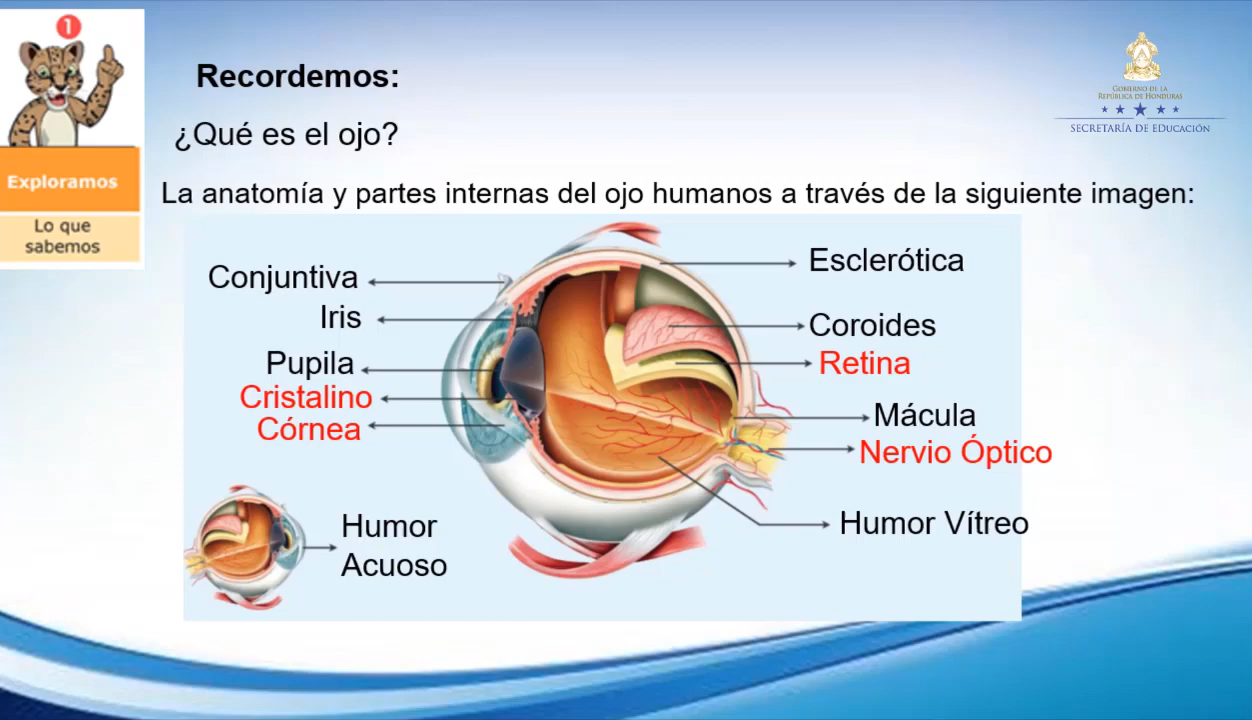 1
Exploramos
Lo que
sabemos
Recordemos:
¿Qué es el ojo?
GOBIERNO DE LA
REPÚBLICA DE HONDURAS
SECRETARÍA DE EDUCACIÓN
La anatomía y partes internas del ojo humanos a través de la siguiente imagen:
Conjuntiva
Iris
Pupila
Cristalino
Córnea
Humor
Acuoso
Esclerótica
Coroides
Retina
Mácula
Nervio Óptico
Humor Vítreo